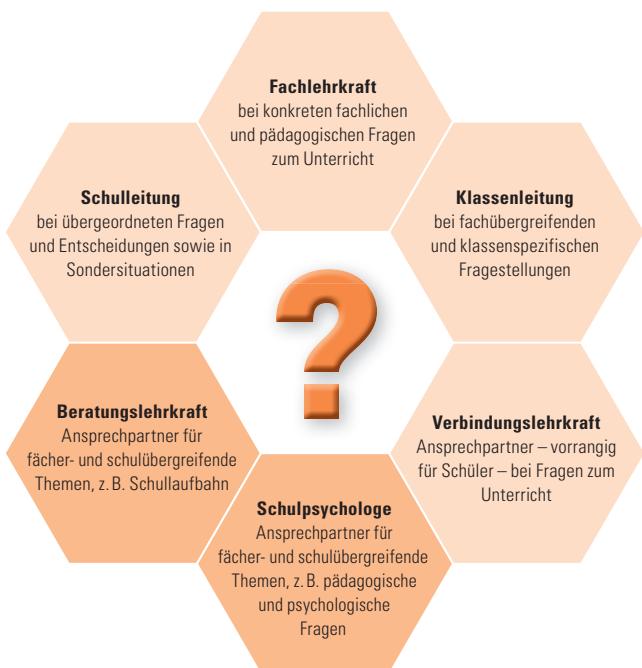 Fachlehrkraft
bei konkreten fachlichen
und pädagogischen Fragen
zum Unterricht
Schulleitung
bei übergeordneten Fragen
und Entscheidungen sowie in
Sondersituationen
Klassenleitung
bei fachübergreifenden
und klassenspezifischen
Fragestellungen
?
Beratungslehrkraft
Ansprechpartner für
fächer- und schulübergreifende
Themen, z. B. Schullaufbahn
Verbindungslehrkraft
Ansprechpartner – vorrangig
für Schüler – bei Fragen zum
Unterricht
Schulpsychologe
Ansprechpartner für
fächer- und schulübergreifende
Themen, z. B. pädagogische
und psychologische
Fragen